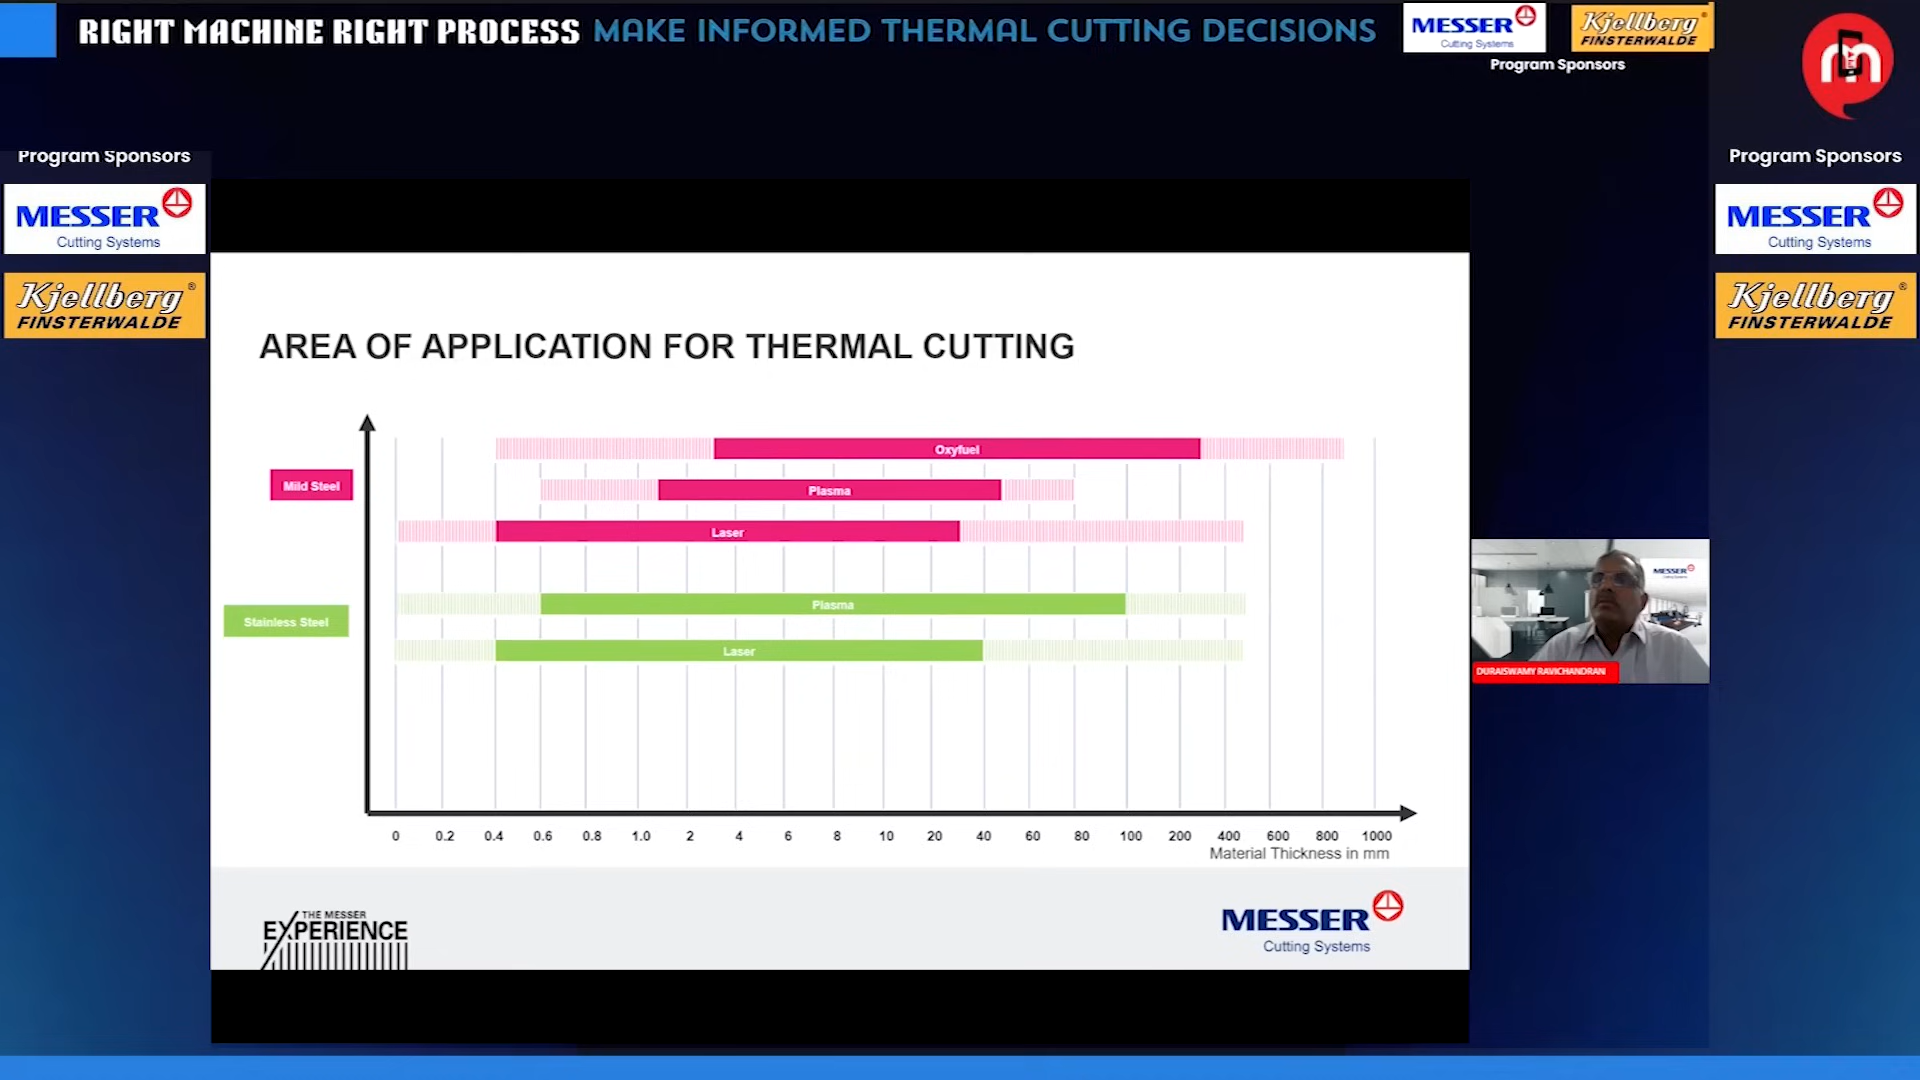 RIGHT MACHINE RIGHT PROCESS MAKE INFORMED THERMAL CUTTING DECISIONS
MESSER
Cutting Systems
Kjellberg®
FINSTERWALDE
Program Sponsors
m
Program Sponsors
MESSER
Cutting Systems
Kjellberg®
FINSTERWALDE
Program Sponsors
MESSER
Cutting Systems
Kjellberg®
FINSTERWALDE
AREA OF APPLICATION FOR THERMAL CUTTING
Mild Steel
Oxyfuel
Plasma
Laser
Stainless Steel
Plasma
Laser
0 0.2 0.4 0.6 0.8 1.0 2 4 6 8 10 20 40 60 80 100 200 400 600 800 1000
Material Thickness in mm
THE MESSER
EXPERIENCE
MESSER
Cutting Systems
MESSER
Cutting Systems
DURAISWAMY RAVICHANDRAN